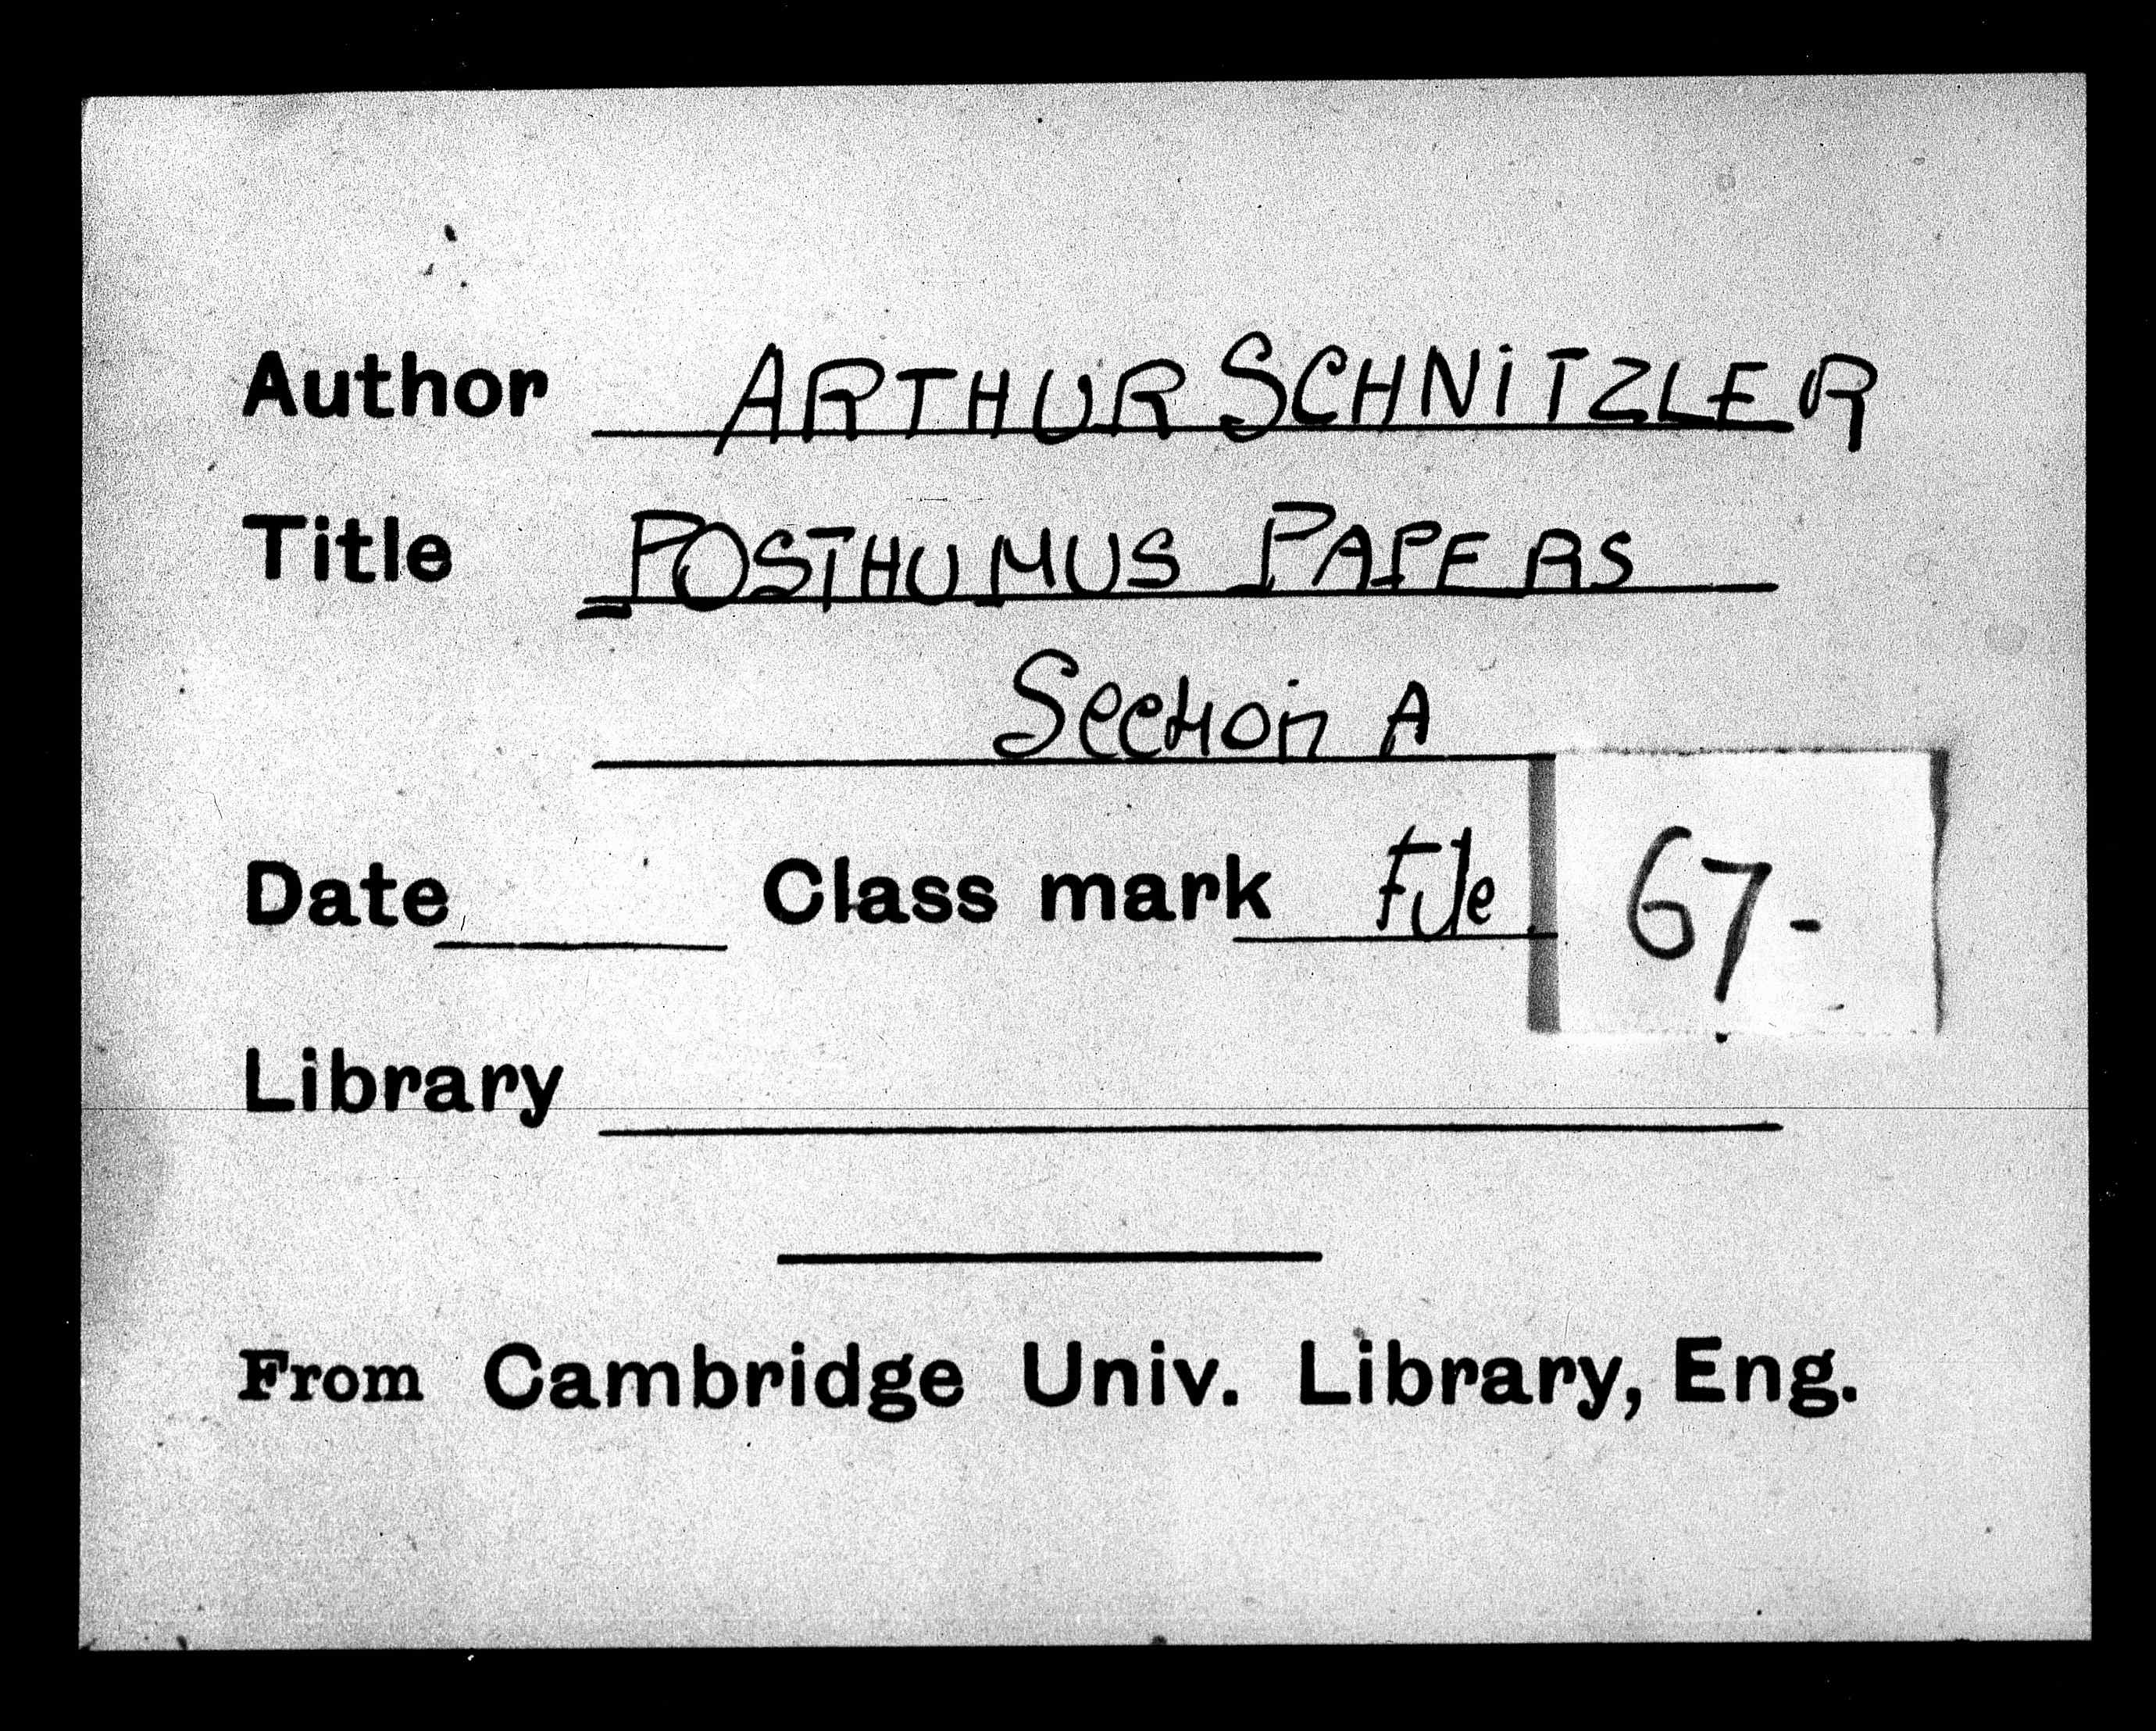 Author ARTHUR SCHNiTZLER
Title POSTHUMUS PAPERS
Section A
Date Class mark File 67-
Library
From Cambridge Univ. Library, Eng.